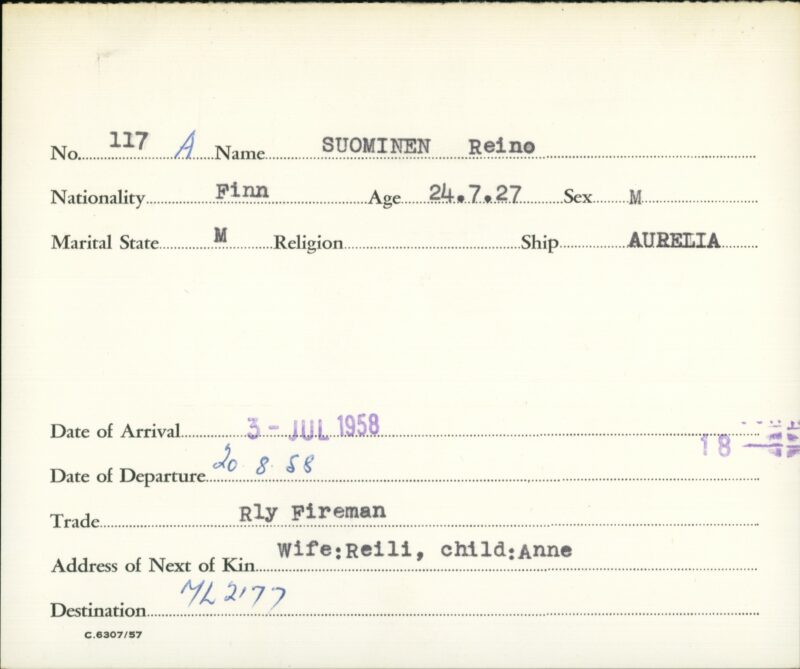 No. 117 A Name SUOMINEN Reino
Nationality Finn Age 24.7.27 Sex M
Marital State M Religion Ship AURELIA
Date of Arrival 3 - JUL 1958
18
Date of Departure 20 8 58
Trade Rly Fireman
Address of Next of Kin Wife:Reili, child:Anne
Destination ML 2177
C.6307/57